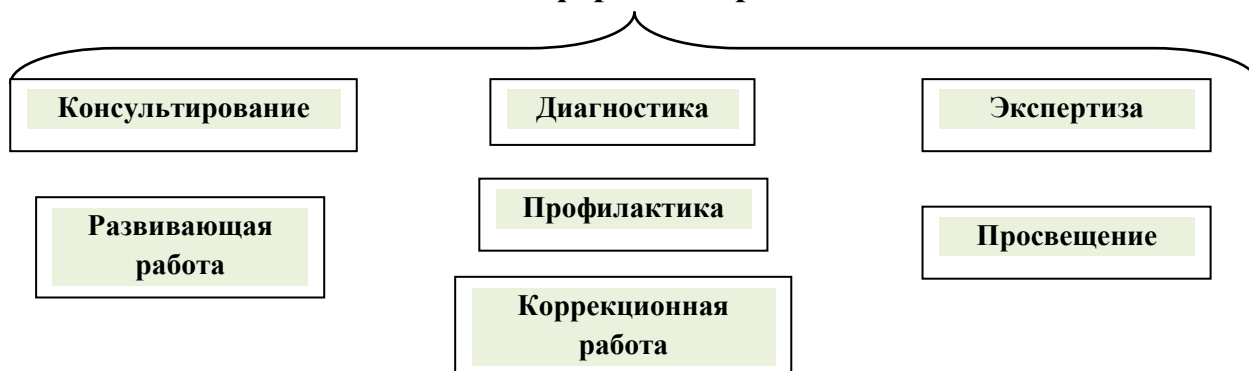 Консультирование
Диагностика
Экспертиза
Развивающая
работа
Профилактика
Просвещение
Коррекционная
работа